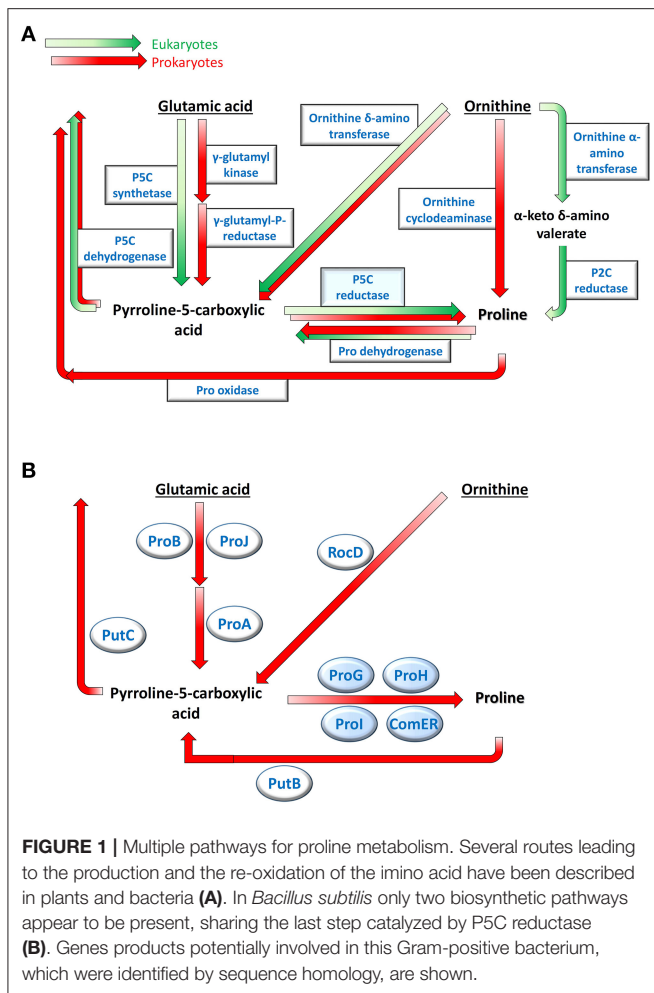 A
Eukaryotes
Prokaryotes
Glutamic acid
Ornithine
Ornithine δ-amino
transferase
Ornithine α-
amino
transferase
P5C
synthetase
γ-glutamyl
kinase
γ-glutamyl-P-
reductase
Ornithine
cyclodeaminase
α-keto δ-amino
valerate
P5C
dehydrogenase
P5C
reductase
P2C
reductase
Pyrroline-5-carboxylic
acid
Proline
Pro dehydrogenase
Pro oxidase
B
Glutamic acid
Ornithine
ProB
ProJ
RocD
ProA
PutC
Pyrroline-5-carboxylic
acid
ProG
ProH
Proline
ProI
ComER
PutB
FIGURE 1 | Multiple pathways for proline metabolism. Several routes leading
to the production and the re-oxidation of the imino acid have been described
in plants and bacteria (A). In Bacillus subtilis only two biosynthetic pathways
appear to be present, sharing the last step catalyzed by P5C reductase
(B). Genes products potentially involved in this Gram-positive bacterium,
which were identified by sequence homology, are shown.